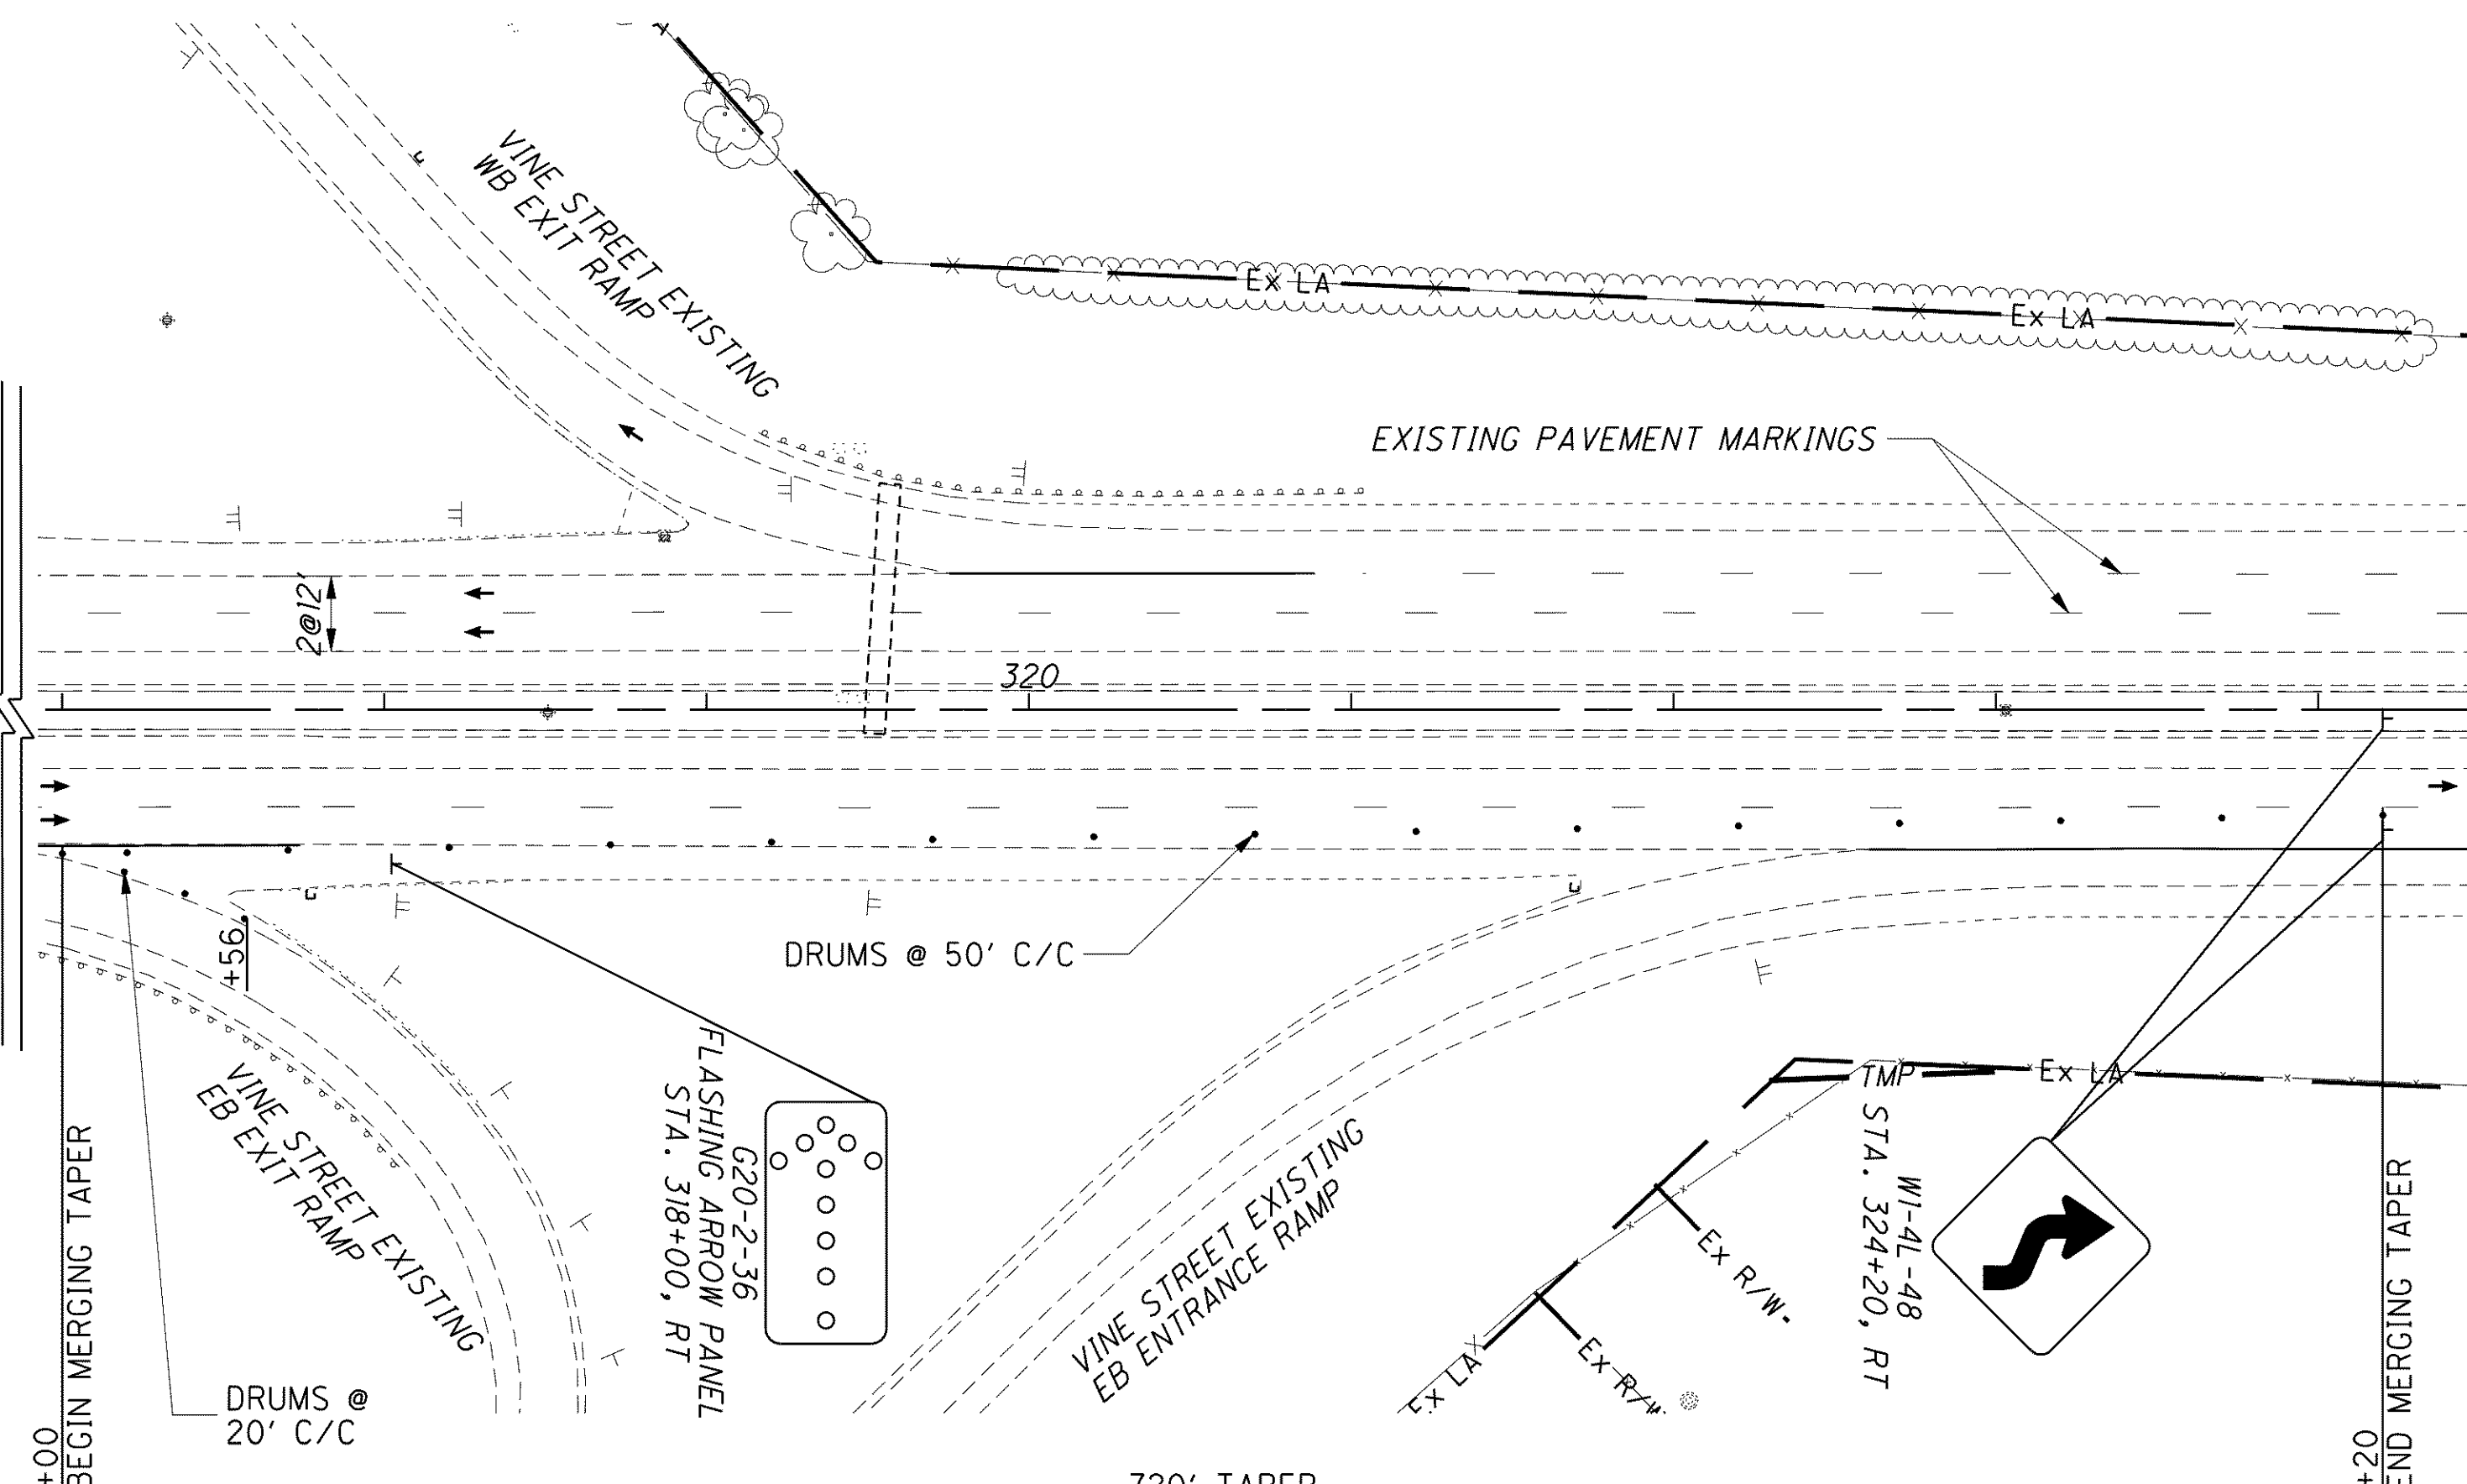 VINE STREET EXISTING
WB EXIT RAMP
Ex LA
Ex LA
EXISTING PAVEMENT MARKINGS
2@12'
320
+56
DRUMS @ 50' C/C
VINE STREET EXISTING
EB EXIT RAMP
G20-2-36
FLASHING ARROW PANEL
STA. 318+00, RT
VINE STREET EXISTING
EB ENTRANCE RAMP
TMP
Ex LA
W1-4L-48
STA. 324+20, RT
Ex R/W
Ex R/W
Ex LA
DRUMS @
20' C/C
+00
BEGIN MERGING TAPER
+20
END MERGING TAPER
720' TAPER